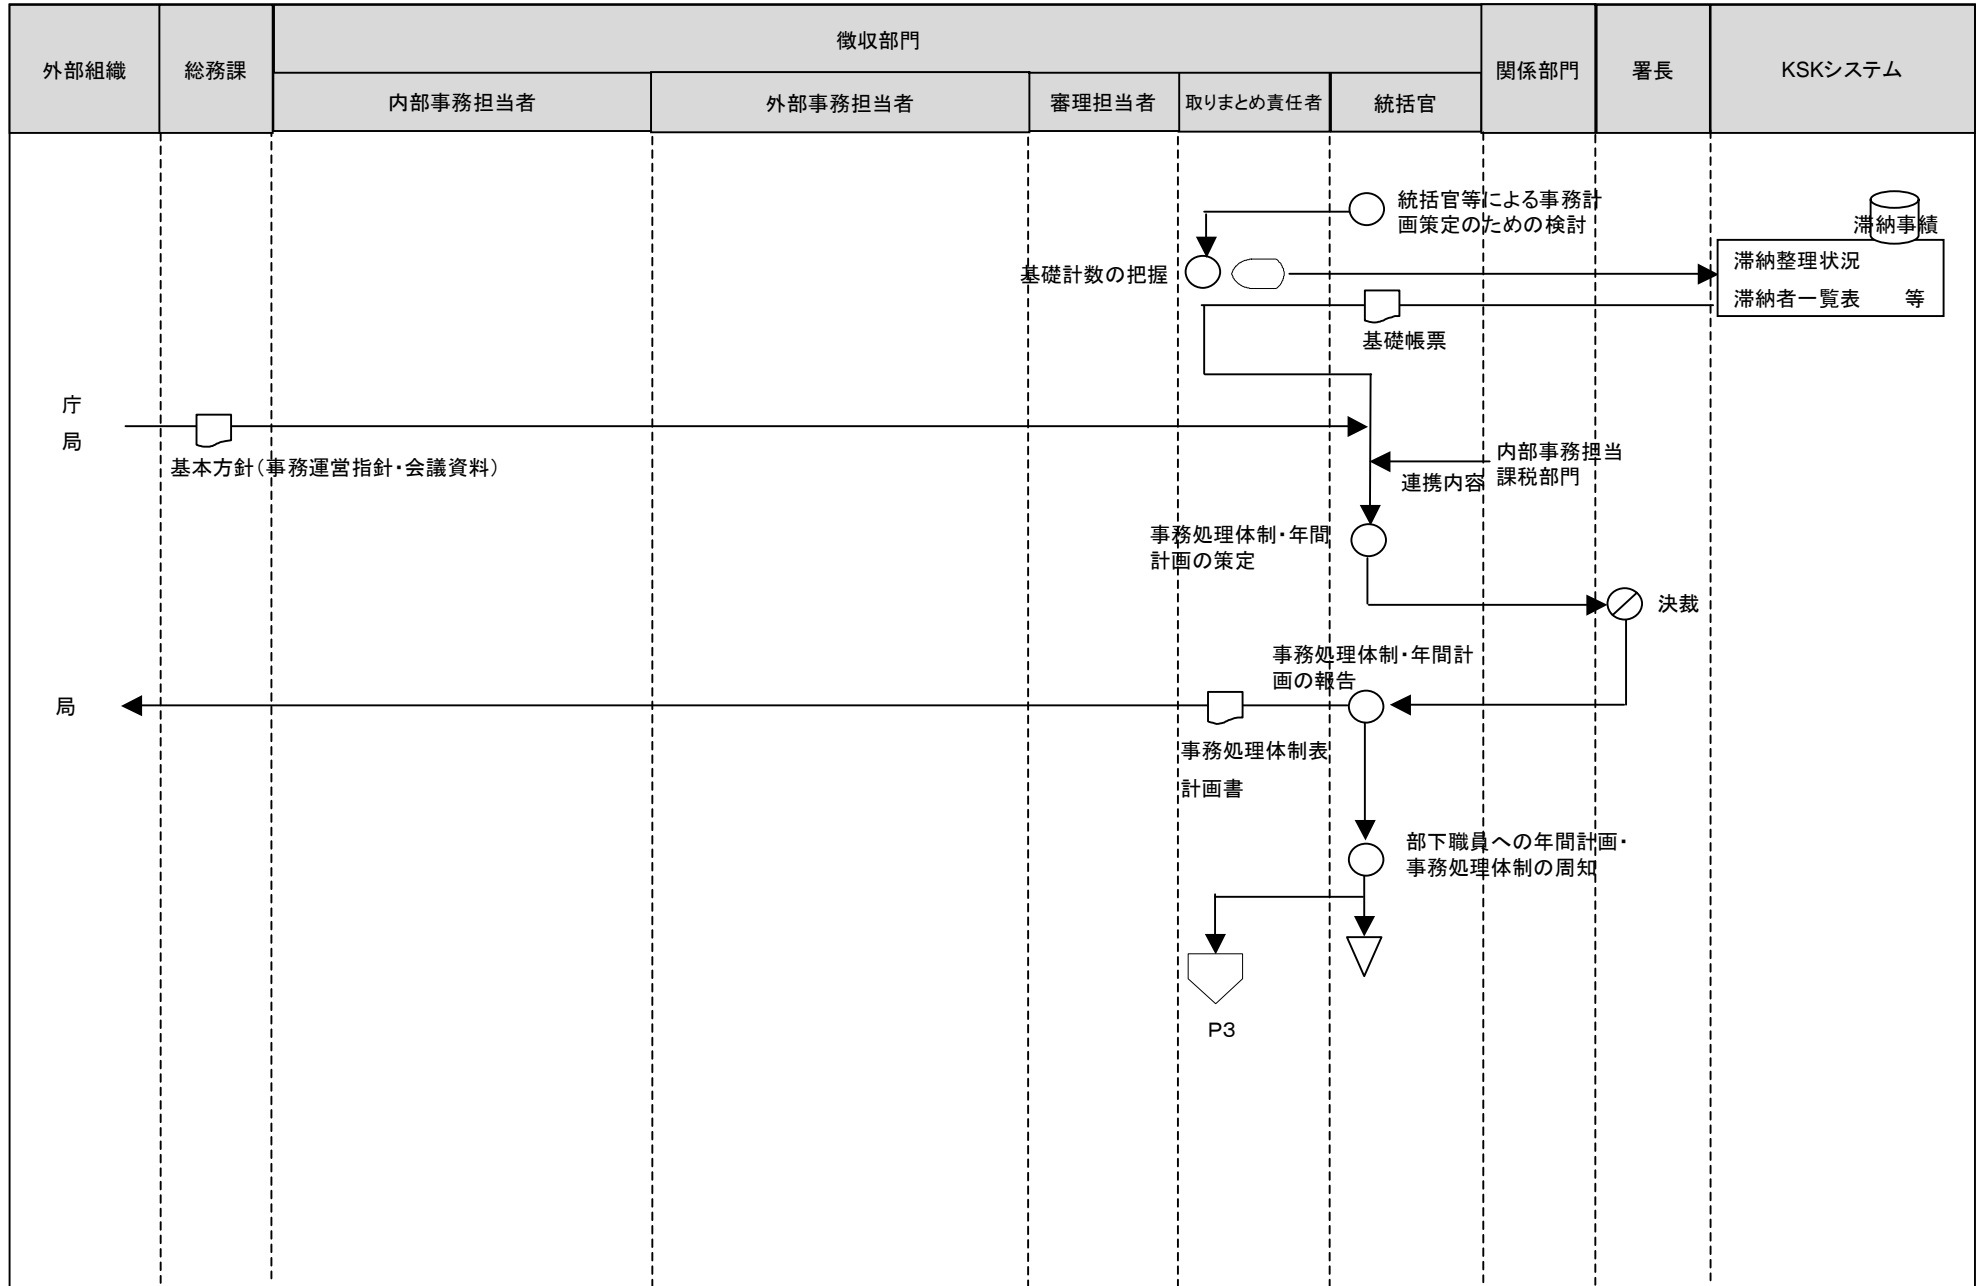 外部組織
総務課
徴収部門
関係部門
署長
KSKシステム
内部事務担当者
外部事務担当者
審理担当者
取りまとめ責任者
統括官
統括官等による事務計
画策定のための検討
滞納事績
基礎計数の把握
滞納整理状況
滞納者一覧表 等
基礎帳票
庁
局
基本方針(事務運営指針・会議資料)
内部事務担当
課税部門
連携内容
事務処理体制・年間
計画の策定
決裁
事務処理体制・年間計
画の報告
局
事務処理体制表
計画書
部下職員への年間計画・
事務処理体制の周知
P3